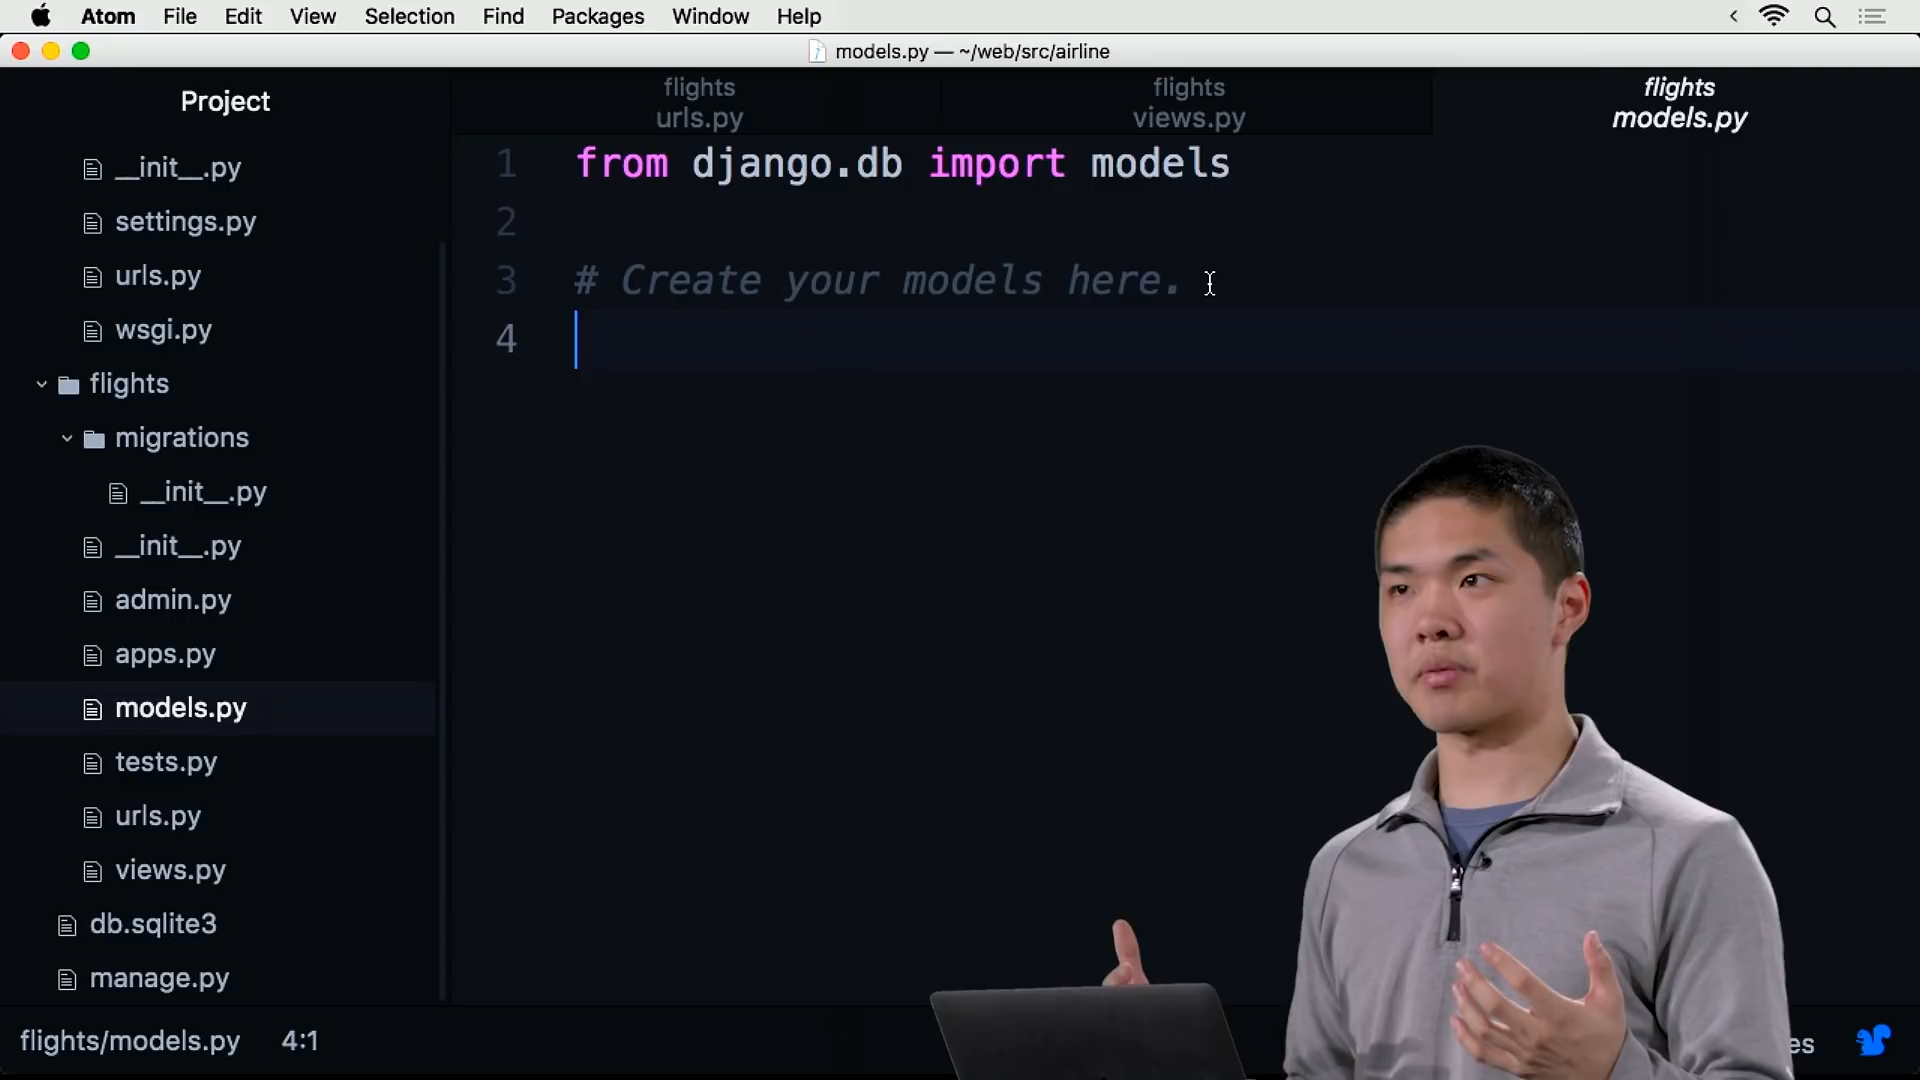 Atom File Edit View Selection Find Packages Window Help
models.py — ~/web/src/airline
Project
flights
urls.py
flights
views.py
flights
models.py
__init__.py
settings.py
urls.py
wsgi.py
flights
migrations
__init__.py
__init__.py
admin.py
apps.py
models.py
tests.py
urls.py
views.py
db.sqlite3
manage.py
1 from django.db import models
2
3 # Create your models here.
4
flights/models.py 4:1
es